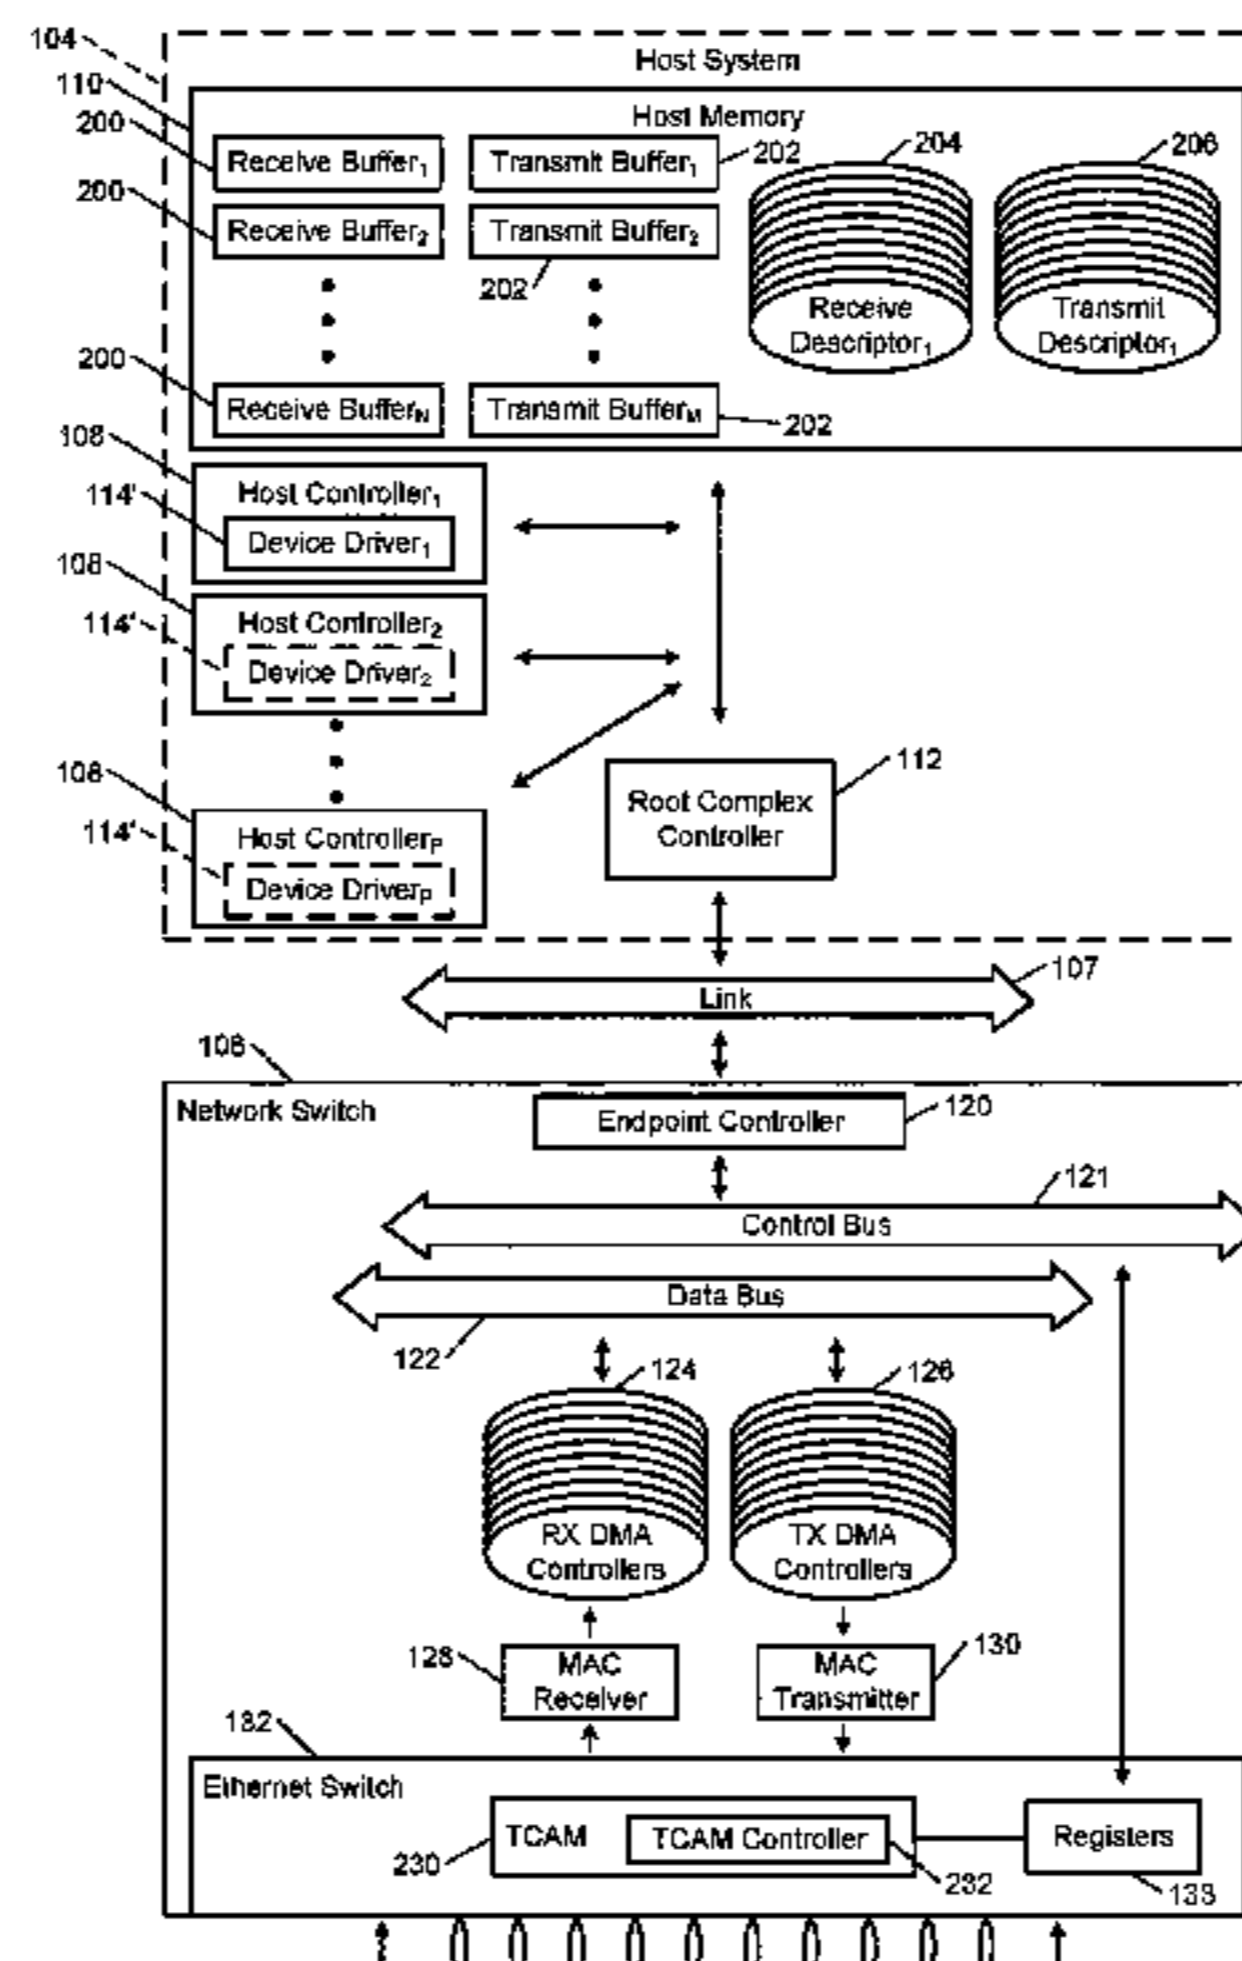 104
Host System
110
Host Memory
200
Receive Buffer1
Transmit Buffer1
202
204
206
200
Receive Buffer2
Transmit Buffer2
202
Receive
Descriptor1
Transmit
Descriptor1
200
Receive BufferN
Transmit BufferM
202
108
Host Controller1
114'
Device Driver1
108
Host Controller2
114'
Device Driver2
108
Host ControllerP
114'
Device DriverP
112
Root Complex
Controller
107
Link
106
Network Switch
Endpoint Controller
120
121
Control Bus
Data Bus
122
124
126
RX DMA
Controllers
TX DMA
Controllers
128
MAC
Receiver
MAC
Transmitter
130
132
Ethernet Switch
TCAM
TCAM Controller
Registers
230
232
133